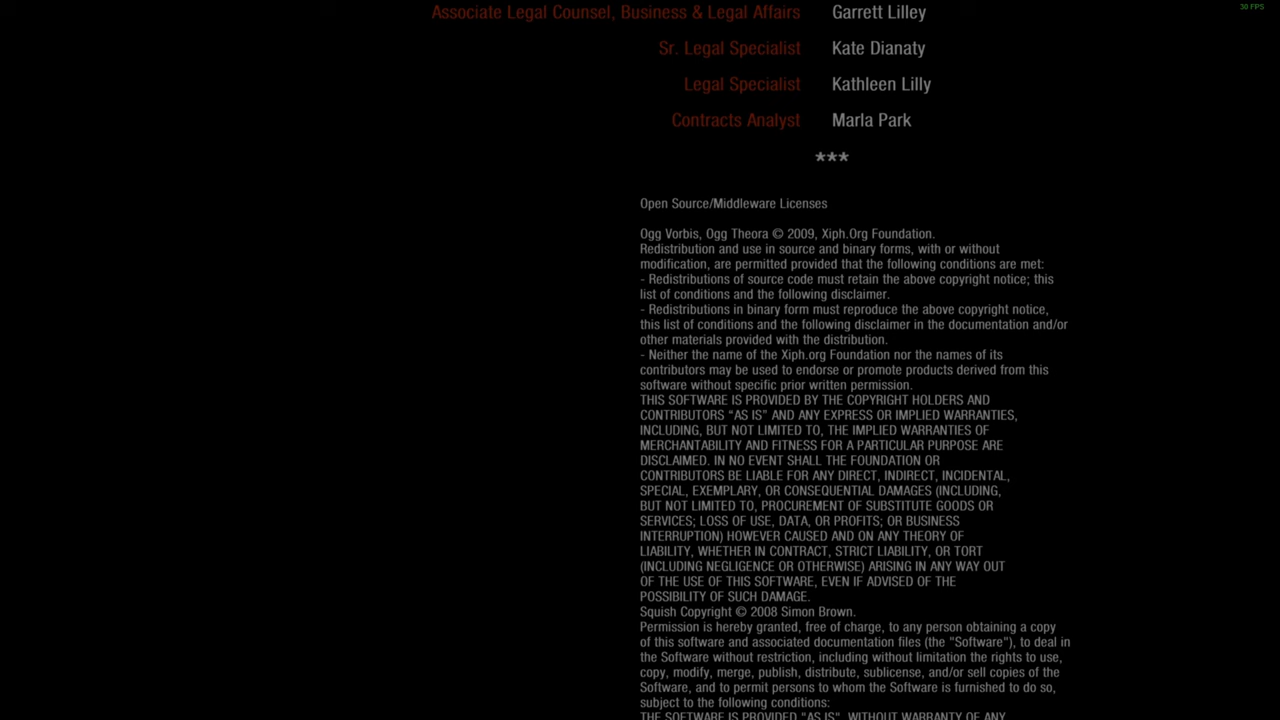 30 FPS
Associate Legal Counsel, Business & Legal Affairs Garrett Lilley
Sr. Legal Specialist Kate Dianaty
Legal Specialist Kathleen Lilly
Contracts Analyst Marla Park
***
Open Source/Middleware Licenses
Ogg Vorbis, Ogg Theora © 2009, Xiph.Org Foundation.
Redistribution and use in source and binary forms, with or without
modification, are permitted provided that the following conditions are met:
- Redistributions of source code must retain the above copyright notice; this
list of conditions and the following disclaimer.
- Redistributions in binary form must reproduce the above copyright notice,
this list of conditions and the following disclaimer in the documentation and/or
other materials provided with the distribution.
- Neither the name of the Xiph.org Foundation nor the names of its
contributors may be used to endorse or promote products derived from this
software without specific prior written permission.
THIS SOFTWARE IS PROVIDED BY THE COPYRIGHT HOLDERS AND
CONTRIBUTORS "AS IS" AND ANY EXPRESS OR IMPLIED WARRANTIES,
INCLUDING, BUT NOT LIMITED TO, THE IMPLIED WARRANTIES OF
MERCHANTABILITY AND FITNESS FOR A PARTICULAR PURPOSE ARE
DISCLAIMED. IN NO EVENT SHALL THE FOUNDATION OR
CONTRIBUTORS BE LIABLE FOR ANY DIRECT, INDIRECT, INCIDENTAL,
SPECIAL, EXEMPLARY, OR CONSEQUENTIAL DAMAGES (INCLUDING,
BUT NOT LIMITED TO, PROCUREMENT OF SUBSTITUTE GOODS OR
SERVICES; LOSS OF USE, DATA, OR PROFITS; OR BUSINESS
INTERRUPTION) HOWEVER CAUSED AND ON ANY THEORY OF
LIABILITY, WHETHER IN CONTRACT, STRICT LIABILITY, OR TORT
(INCLUDING NEGLIGENCE OR OTHERWISE) ARISING IN ANY WAY OUT
OF THE USE OF THIS SOFTWARE, EVEN IF ADVISED OF THE
POSSIBILITY OF SUCH DAMAGE.
Squish Copyright © 2008 Simon Brown.
Permission is hereby granted, free of charge, to any person obtaining a copy
of this software and associated documentation files (the "Software"), to deal in
the Software without restriction, including without limitation the rights to use,
copy, modify, merge, publish, distribute, sublicense, and/or sell copies of the
Software, and to permit persons to whom the Software is furnished to do so,
subject to the following conditions:
THE SOFTWARE IS PROVIDED "AS IS", WITHOUT WARRANTY OF ANY